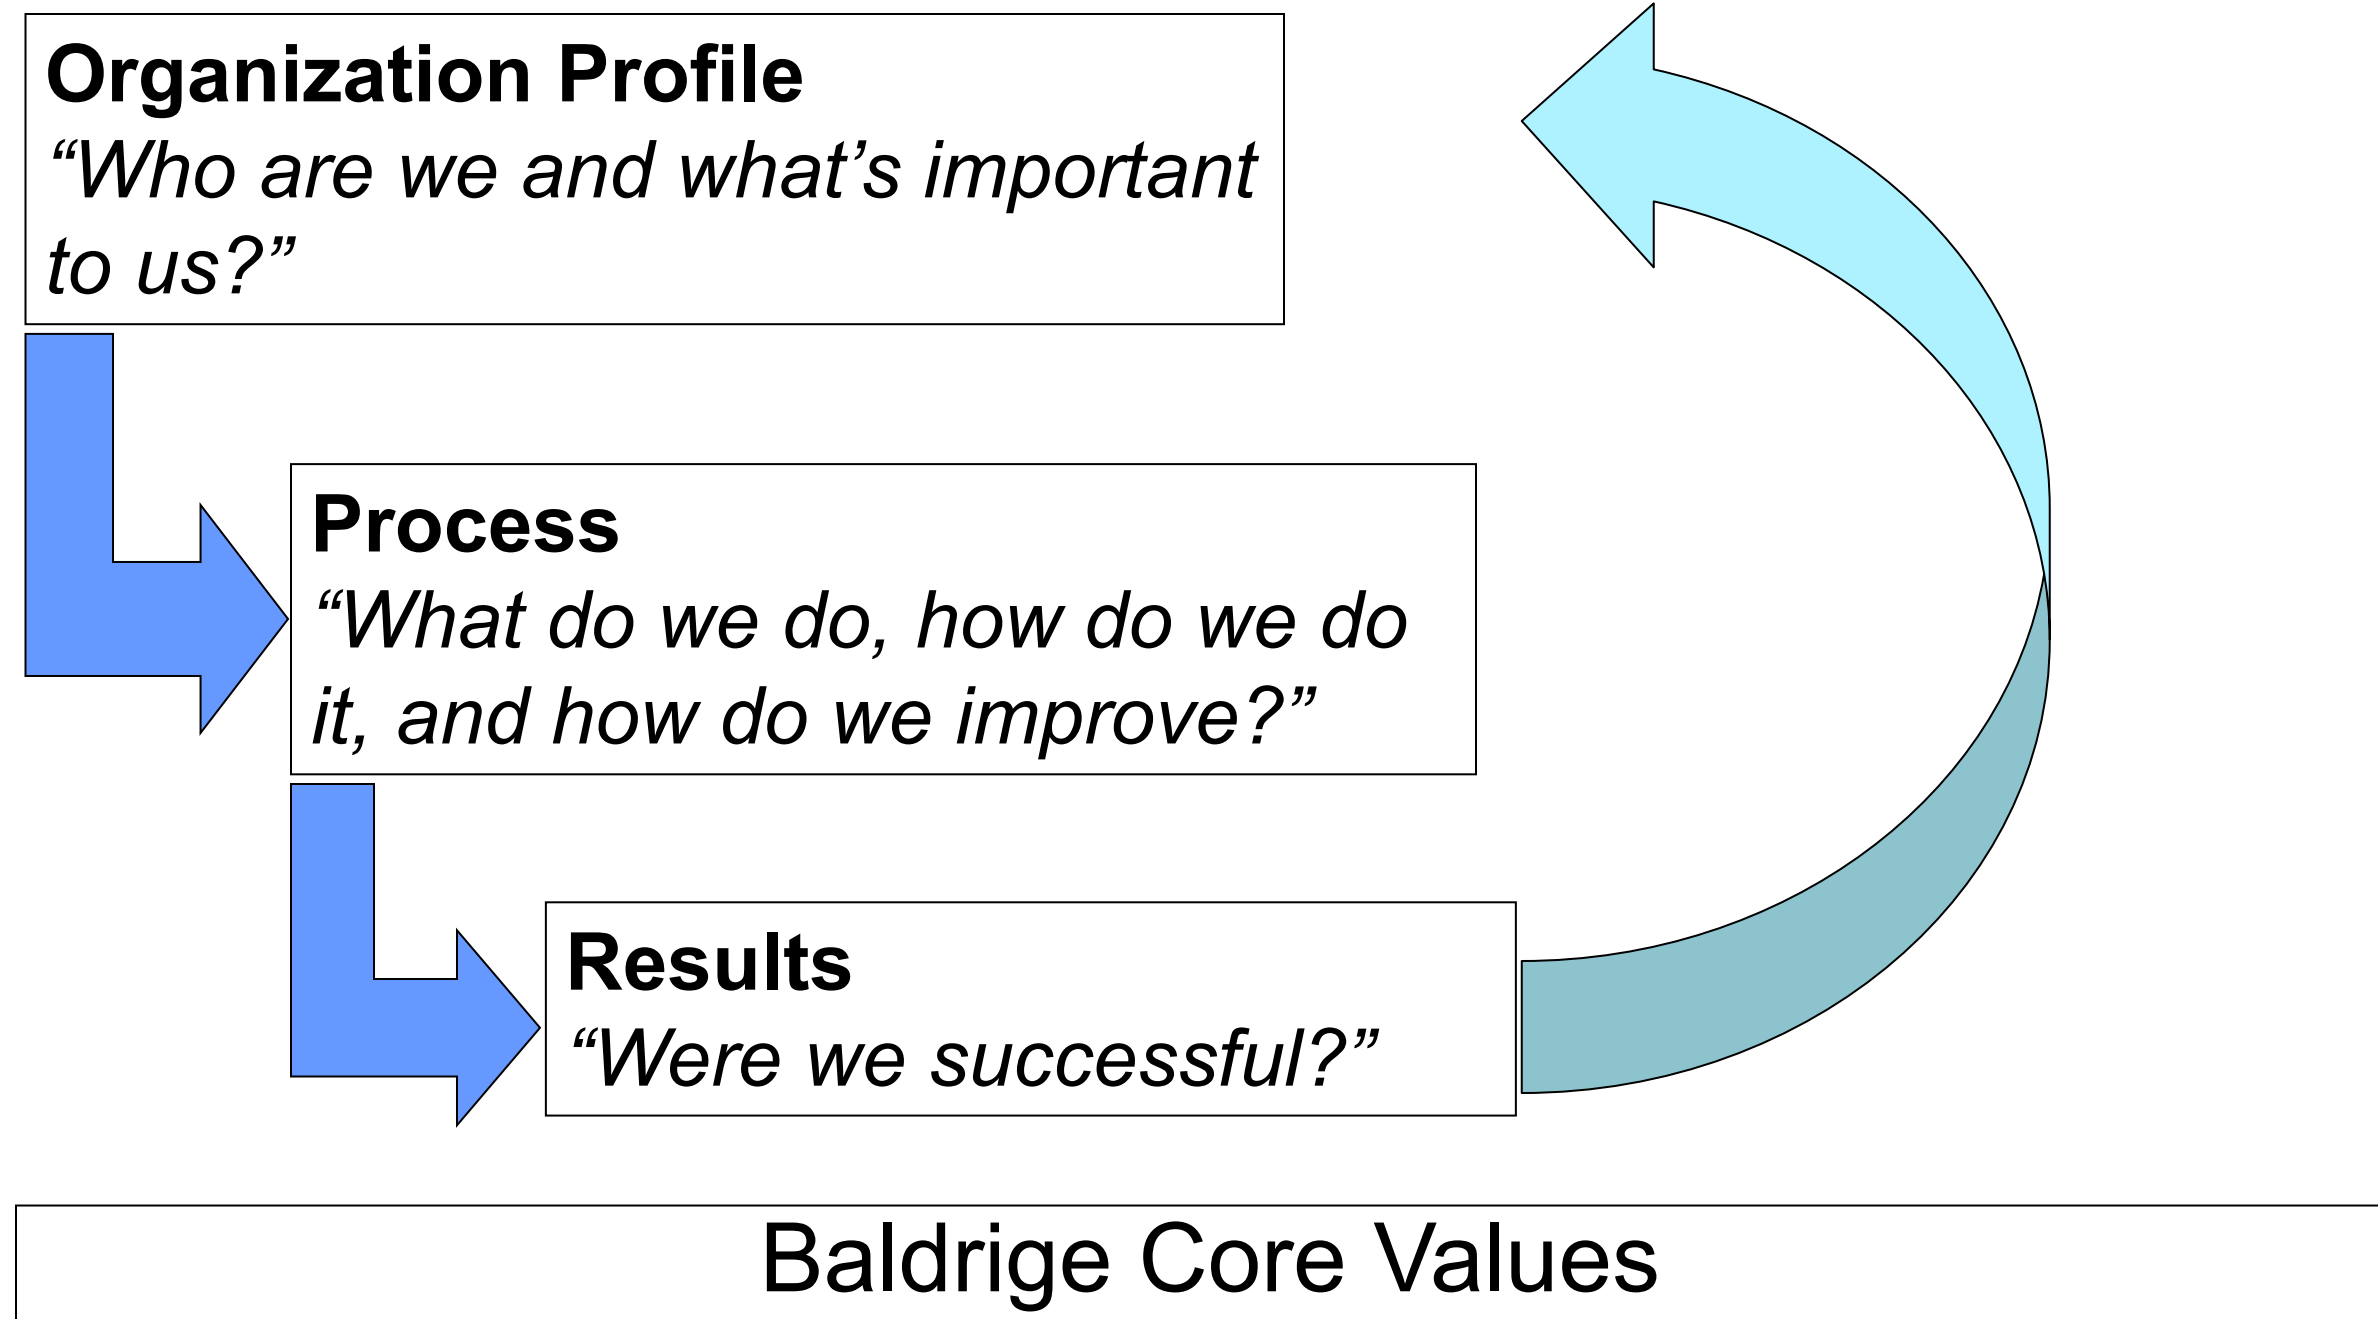 Organization Profile
“Who are we and what’s important
to us?”
Process
“What do we do, how do we do
it, and how do we improve?”
Results
“Were we successful?”
Baldrige Core Values